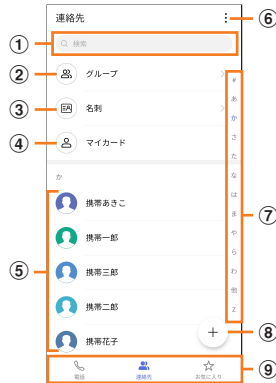 連絡先
⑥
①
検索
②
グループ
③
名刺
④
マイカード
#
あ
か
さ
た
な
は
ま
や
ら
わ
他
Z
⑦
か
⑤
携帯あきこ
携帯一郎
携帯三郎
携帯二郎
携帯花子
+
⑧
電話
連絡先
お気に入り
⑨